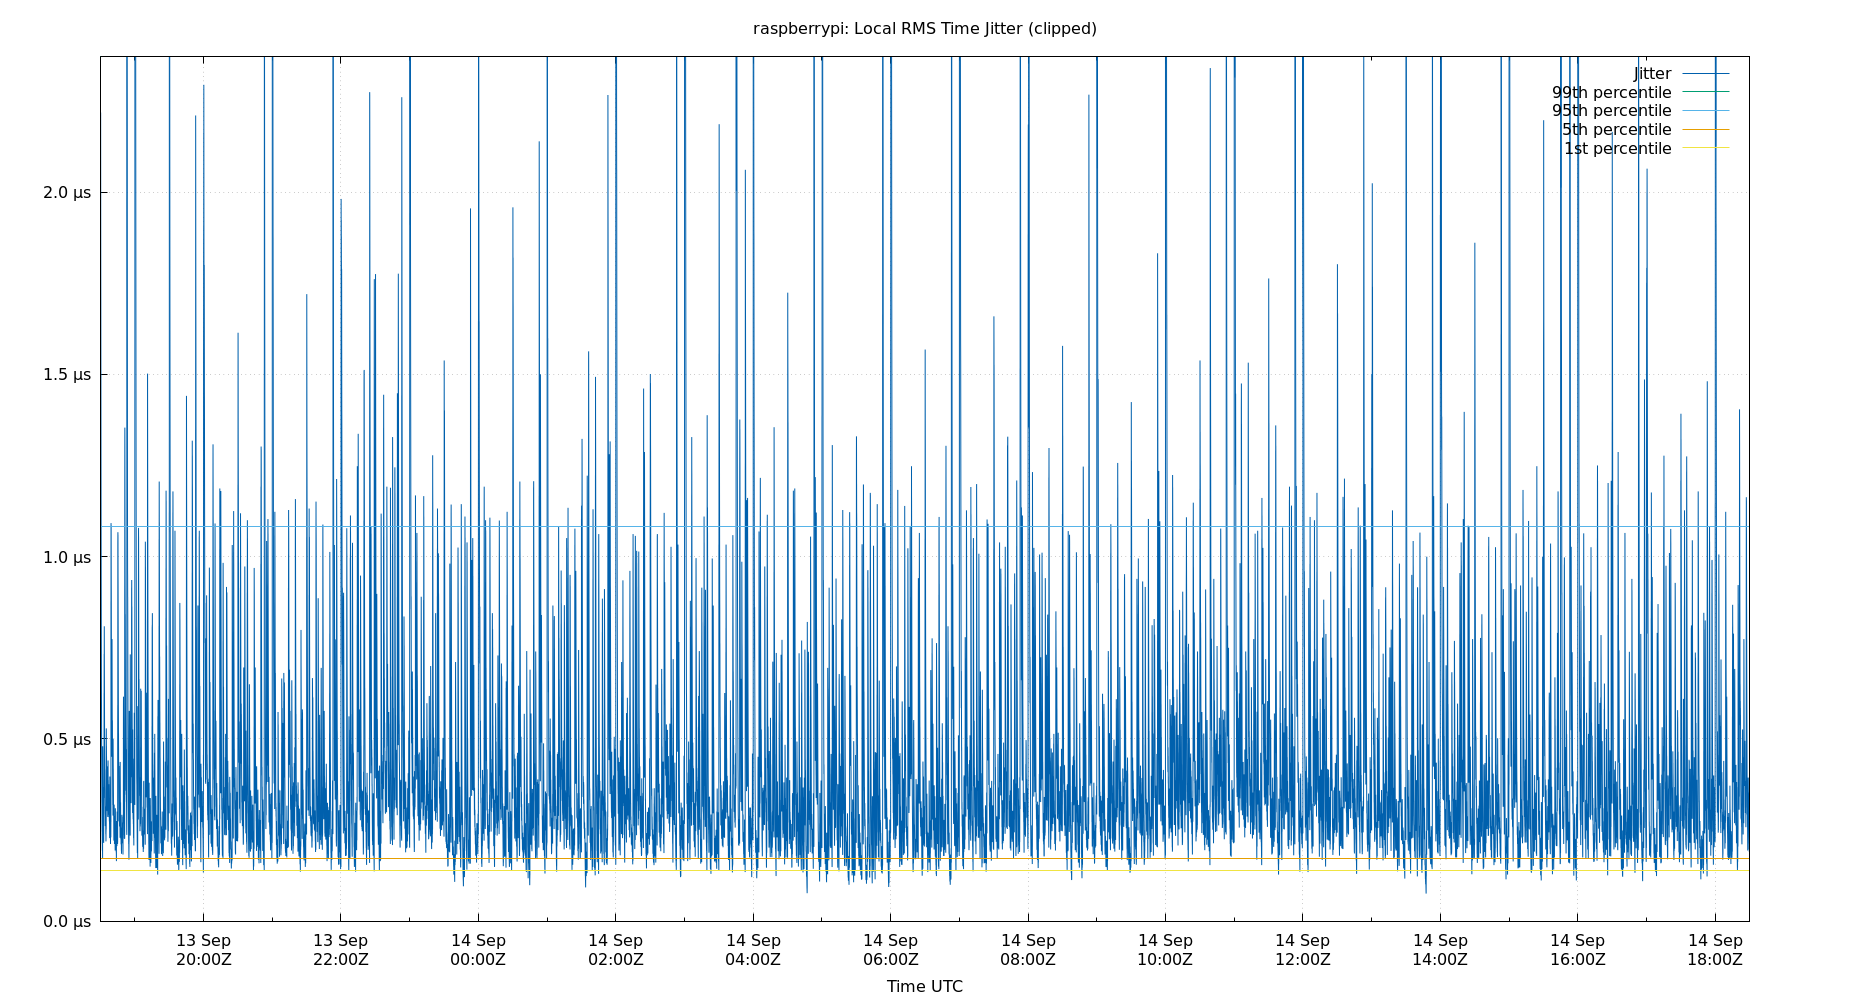 raspberrypi: Local RMS Time Jitter (clipped)
Jitter
99th percentile
95th percentile
5th percentile
1st percentile
2.0 µs
1.5 µs
1.0 µs
0.5 µs
0.0 µs
13 Sep 13 Sep 14 Sep 14 Sep 14 Sep 14 Sep 14 Sep 14 Sep 14 Sep 14 Sep 14 Sep 14 Sep
20:00Z 22:00Z 00:00Z 02:00Z 04:00Z 06:00Z 08:00Z 10:00Z 12:00Z 14:00Z 16:00Z 18:00Z
Time UTC